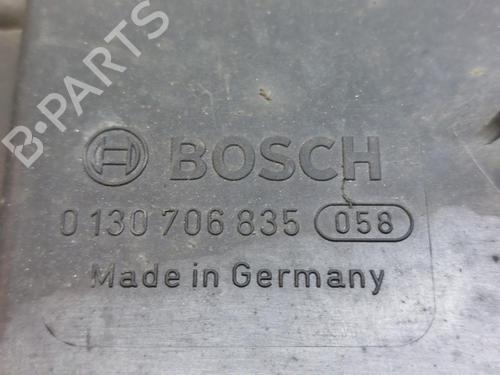 B-PARTS
BOSCH
0 130 706 835 058
Made in Germany